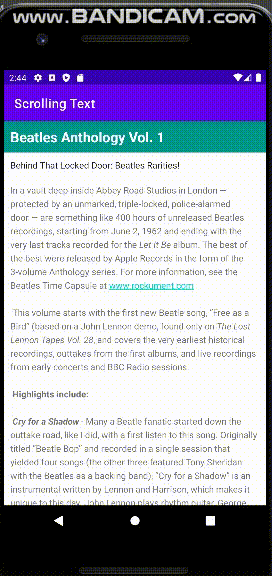 www.BANDICAM.com
2:44
Scrolling Text
Beatles Anthology Vol. 1
Behind That Locked Door: Beatles Rarities!
In a vault deep inside Abbey Road Studios in London —
protected by an unmarked, triple-locked, police-alarmed
door — are something like 400 hours of unreleased Beatles
recordings, starting from June 2, 1962 and ending with the
very last tracks recorded for the Let It Be album. The best of
the best were released by Apple Records in the form of the
3-volume Anthology series. For more information, see the
Beatles Time Capsule at www.rockument.com
This volume starts with the first new Beatle song, "Free as a
Bird" (based on a John Lennon demo, found only on The Lost
Lennon Tapes Vol. 28, and covers the very earliest historical
recordings, outtakes from the first albums, and live recordings
from early concerts and BBC Radio sessions.
Highlights include:
Cry for a Shadow - Many a Beatle fanatic started down the
outtake road, like I did, with a first listen to this song. Originally
titled "Beatle Bop" and recorded in a single session that
yielded four songs (the other three featured Tony Sheridan
with the Beatles as a backing band), "Cry for a Shadow" is an
instrumental written by Lennon and Harrison, which makes it
unique to this day. John Lennon plays rhythm guitar, George